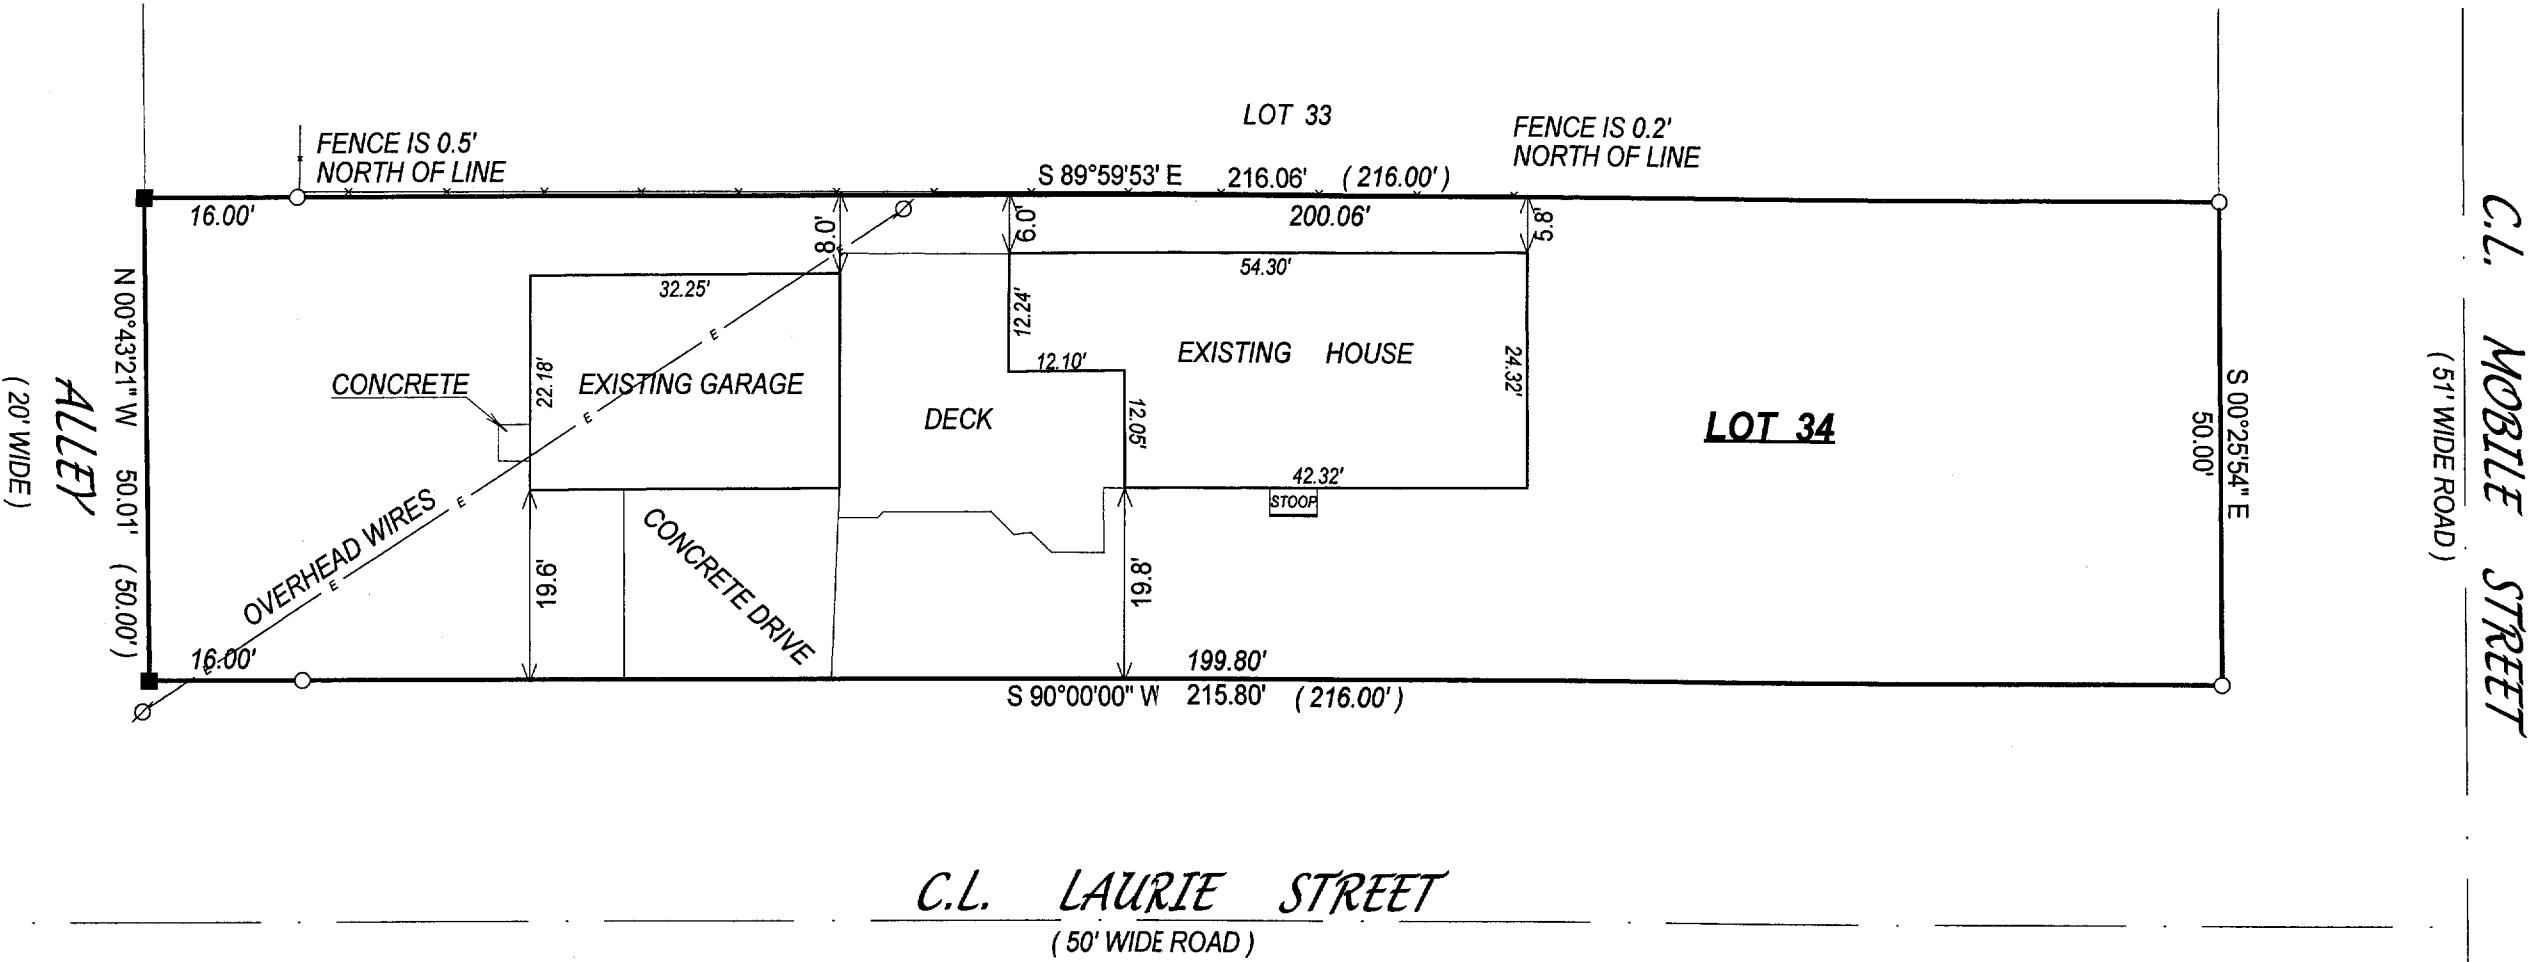 LOT 33
FENCE IS 0.5'
NORTH OF LINE
FENCE IS 0.2'
NORTH OF LINE
S 89°59'53' E 216.06' ( 216.00' )
16.00'
200.06'
8.0'
6.0'
5.8'
54.30'
32.25'
12.24'
12.10'
12.05'
24.32'
22.18'
EXISTING HOUSE
EXISTING GARAGE
CONCRETE
DECK
LOT 34
42.32'
STOOP
OVERHEAD WIRES
E
E
E
E
E
E
CONCRETE DRIVE
19.6'
19.8'
16.00'
199.80'
S 90°00'00" W 215.80' ( 216.00' )
N 00°43'21" W 50.01' ( 50.00' )
ALLEY
( 20' WIDE )
S 00°25'54" E
50.00'
C.L. MOBILE STREET
( 51' WIDE ROAD )
C.L. LAURIE STREET
( 50' WIDE ROAD )